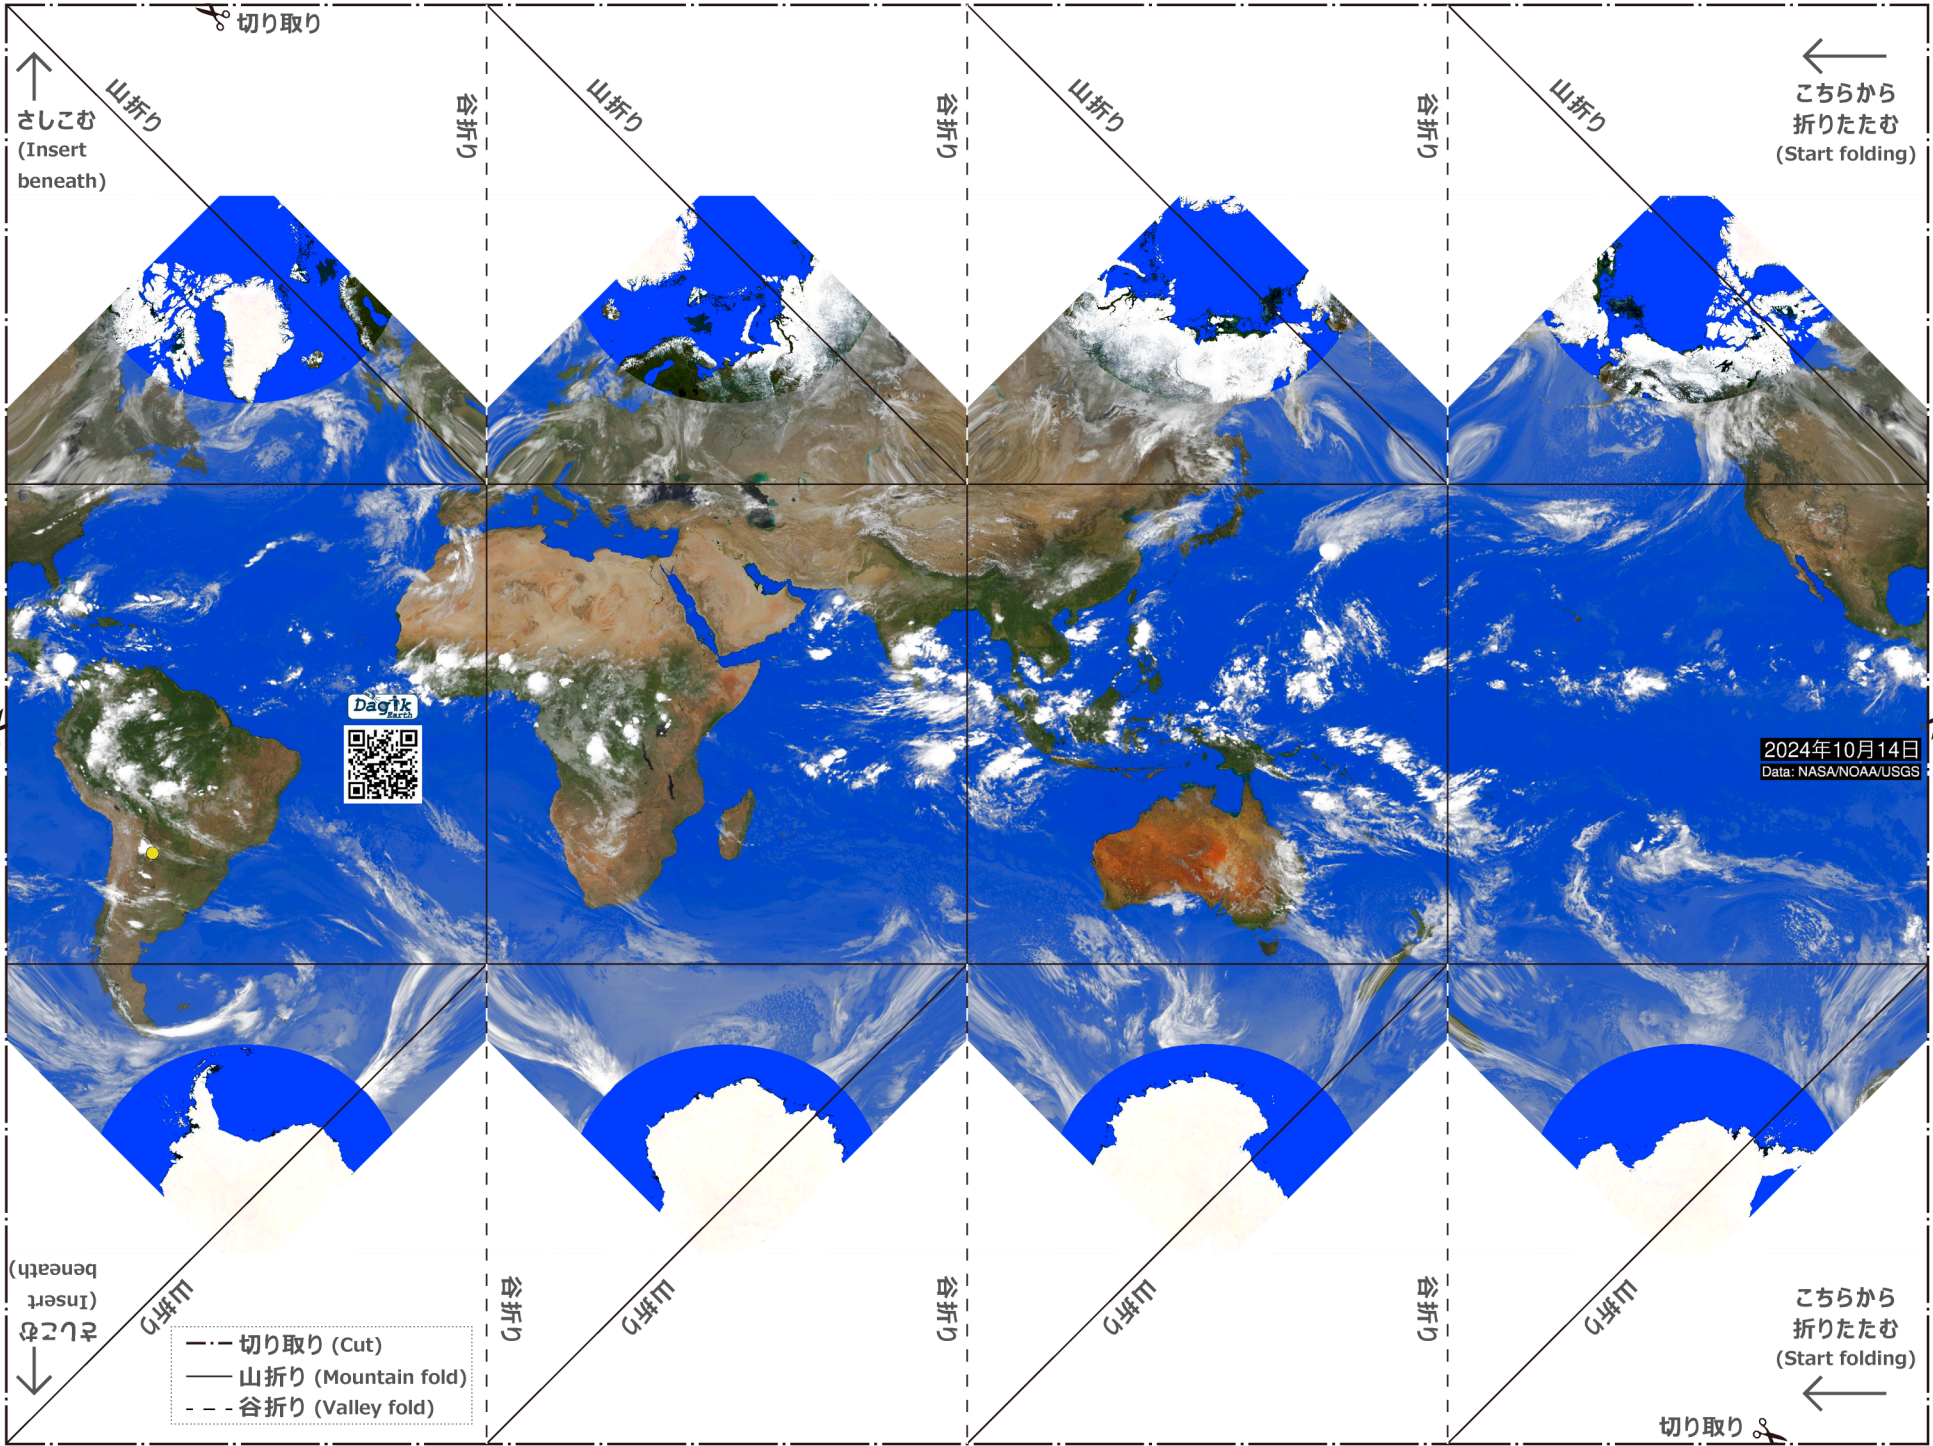 切り取り
山折り
谷折り
山折り
谷折り
山折り
谷折り
山折り
さしこむ
(Insert
beneath)
こちらから
折りたたむ
(Start folding)
Dagik
Earth
2024年10月14日
Data: NASA/NOAA/USGS
さしこむ
(Insert
beneath)
山折り
谷折り
山折り
谷折り
山折り
谷折り
山折り
切り取り (Cut)
山折り (Mountain fold)
谷折り (Valley fold)
こちらから
折りたたむ
(Start folding)
切り取り